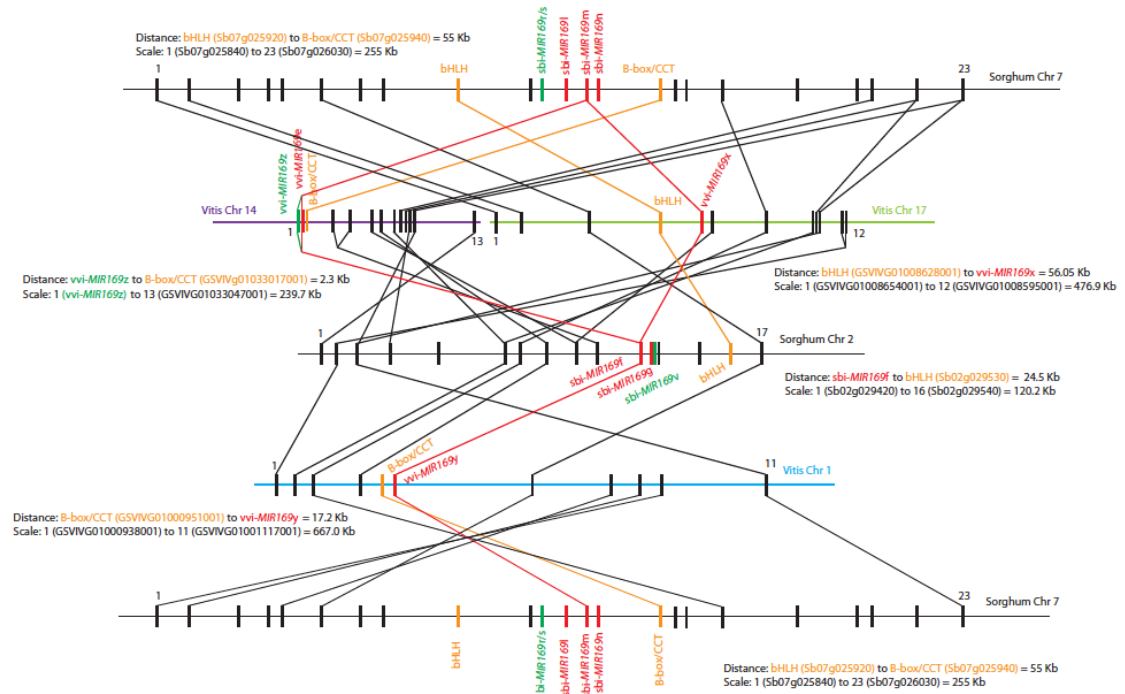 Distance: bHLH (Sb07g025920) to B-box/CCT (Sb07g025940) = 55 Kb
Scale: 1 (Sb07g025840) to 23 (Sb07g026030) = 255 Kb
1
bHLH
sbi-MIR169r/s
sbi-MIR169l
sbi-MIR169m
sbi-MIR169n
B-box/CCT
23
Sorghum Chr 7
vvi-MIR169z
vvi-MIR169e
B-box/CCT
bHLH
vvi-MIR169x
Vitis Chr 14
Vitis Chr 17
1
13
1
12
Distance: vvi-MIR169z to B-box/CCT (GSVIVg01033017001) = 2.3 Kb
Scale: 1 (vvi-MIR169z) to 13 (GSVIVG01033047001) = 239.7 Kb
Distance: bHLH (GSVIVG01008628001) to vvi-MIR169x = 56.05 Kb
Scale: 1 (GSVIVG01008654001) to 12 (GSVIVG01008595001) = 476.9 Kb
1
17
Sorghum Chr 2
sbi-MIR169f
sbi-MIR169g
sbi-MIR169v
bHLH
Distance: sbi-MIR169f to bHLH (Sb02g029530) = 24.5 Kb
Scale: 1 (Sb02g029420) to 16 (Sb02g029540) = 120.2 Kb
1
B-box/CCT
vvi-MIR169y
11
Vitis Chr 1
Distance: B-box/CCT (GSVIVG01000951001) to vvi-MIR169y = 17.2 Kb
Scale: 1 (GSVIVG01000938001) to 11 (GSVIVG01001117001) = 667.0 Kb
1
23
Sorghum Chr 7
bHLH
bi-MIR169r/s
sbi-MIR169l
sbi-MIR169m
sbi-MIR169n
B-box/CCT
Distance: bHLH (Sb07g025920) to B-box/CCT (Sb07g025940) = 55 Kb
Scale: 1 (Sb07g025840) to 23 (Sb07g026030) = 255 Kb